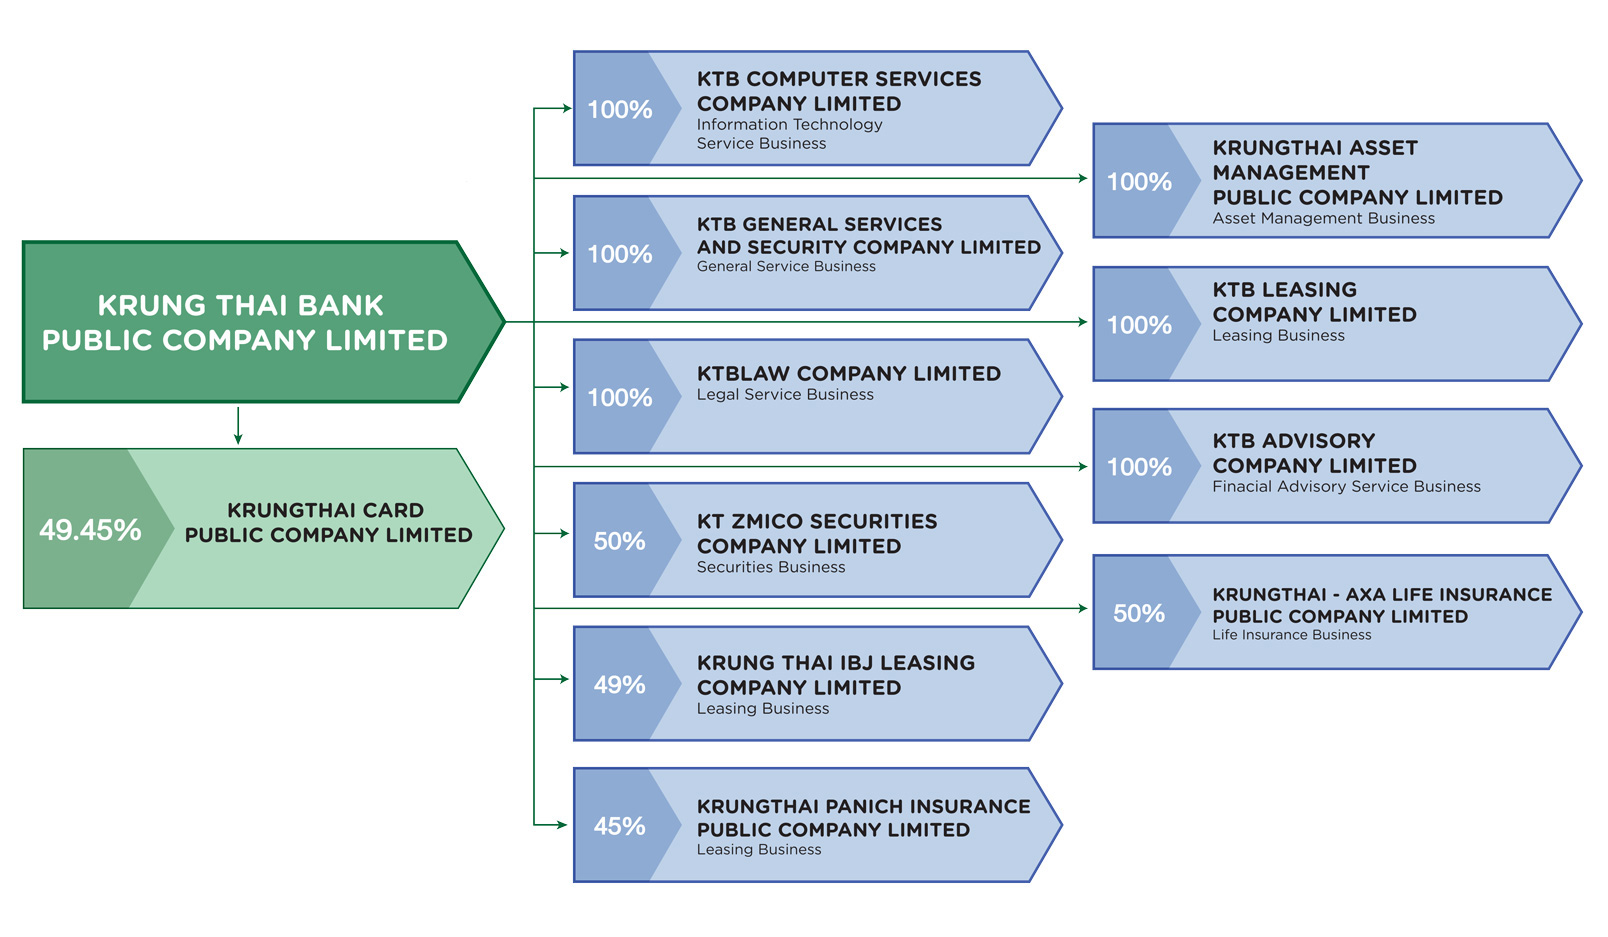 KRUNG THAI BANK
PUBLIC COMPANY LIMITED
49.45%
KRUNGTHAI CARD
PUBLIC COMPANY LIMITED
100%
KTB COMPUTER SERVICES
COMPANY LIMITED
Information Technology
Service Business
100%
KTB GENERAL SERVICES
AND SECURITY COMPANY LIMITED
General Service Business
100%
KTBLAW COMPANY LIMITED
Legal Service Business
50%
KT ZMICO SECURITIES
COMPANY LIMITED
Securities Business
49%
KRUNG THAI IBJ LEASING
COMPANY LIMITED
Leasing Business
45%
KRUNGTHAI PANICH INSURANCE
PUBLIC COMPANY LIMITED
Leasing Business
100%
KRUNGTHAI ASSET
MANAGEMENT
PUBLIC COMPANY LIMITED
Asset Management Business
100%
KTB LEASING
COMPANY LIMITED
Leasing Business
100%
KTB ADVISORY
COMPANY LIMITED
Finacial Advisory Service Business
50%
KRUNGTHAI - AXA LIFE INSURANCE
PUBLIC COMPANY LIMITED
Life Insurance Business